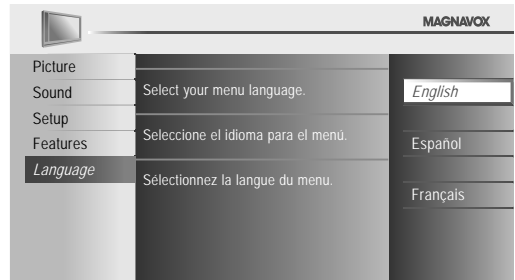 MAGNAVOX
Picture
Sound
Setup
Features
Language
Select your menu language.
Seleccione el idioma para el menú.
Sélectionnez la langue du menu.
English
Español
Français